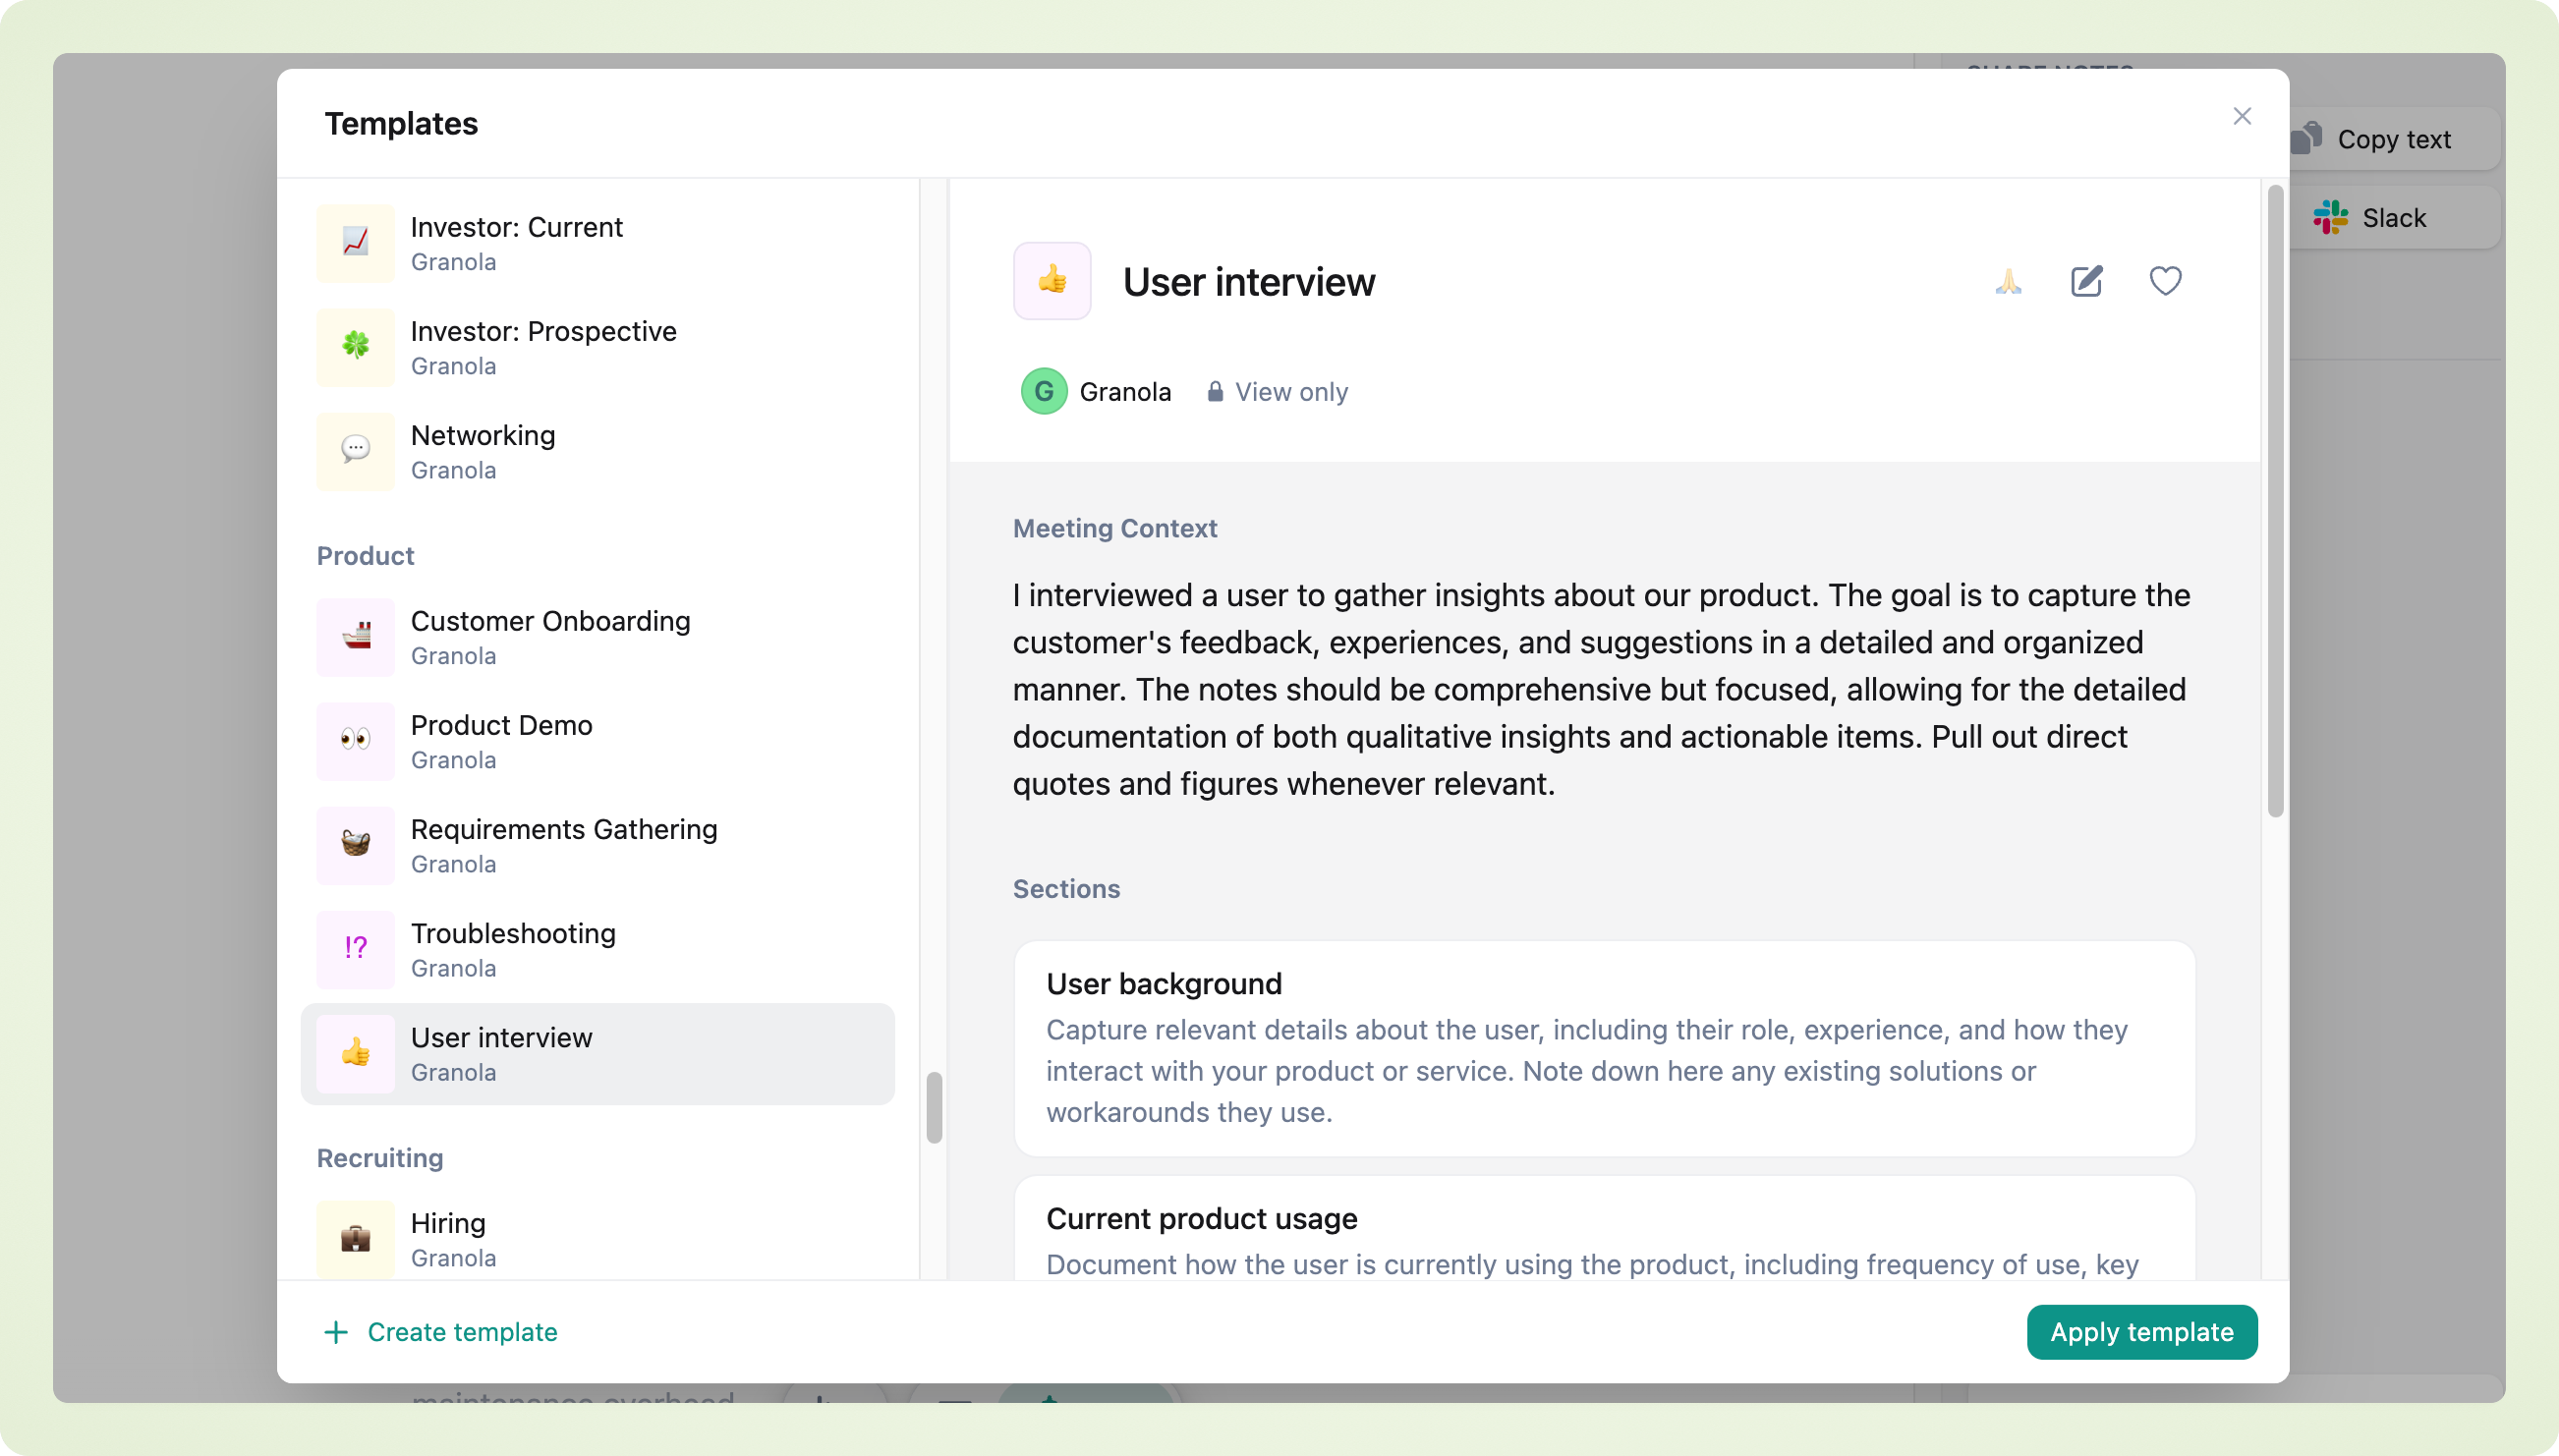 SHARE NOTES
Templates
Copy text
Slack
Investor: Current
Granola
Investor: Prospective
Granola
Networking
Granola
Product
Customer Onboarding
Granola
Product Demo
Granola
Requirements Gathering
Granola
!?
Troubleshooting
Granola
User interview
Granola
Recruiting
Hiring
Granola
Create template
User interview
G Granola View only
Meeting Context
I interviewed a user to gather insights about our product. The goal is to capture the
customer's feedback, experiences, and suggestions in a detailed and organized
manner. The notes should be comprehensive but focused, allowing for the detailed
documentation of both qualitative insights and actionable items. Pull out direct
quotes and figures whenever relevant.
Sections
User background
Capture relevant details about the user, including their role, experience, and how they
interact with your product or service. Note down here any existing solutions or
workarounds they use.
Current product usage
Document how the user is currently using the product, including frequency of use, key
Apply template
maintenance overhead